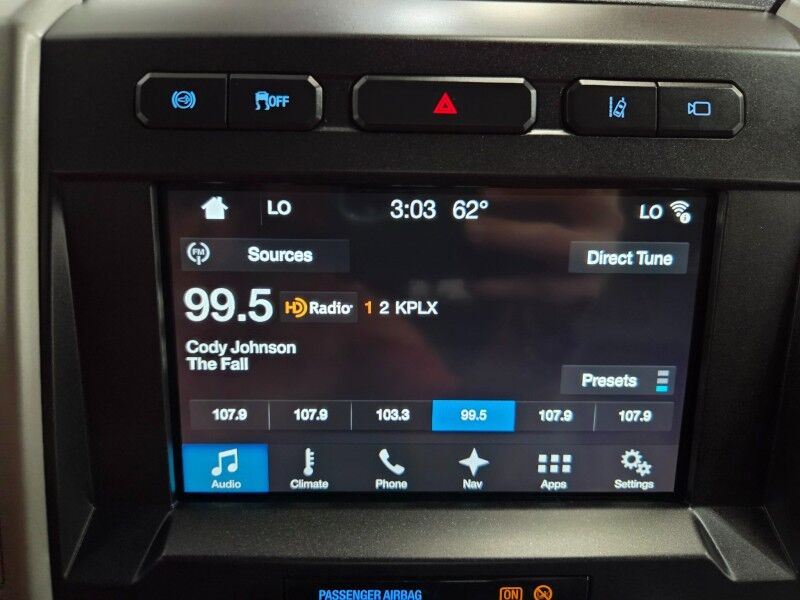 OFF
LO 3:03 62° LO
FM Sources Direct Tune
99.5 HD Radio 1 2 KPLX
Cody Johnson
The Fall
Presets
107.9 107.9 103.3 99.5 107.9 107.9
Audio Climate Phone Nav Apps Settings
PASSENGER AIRBAG ON